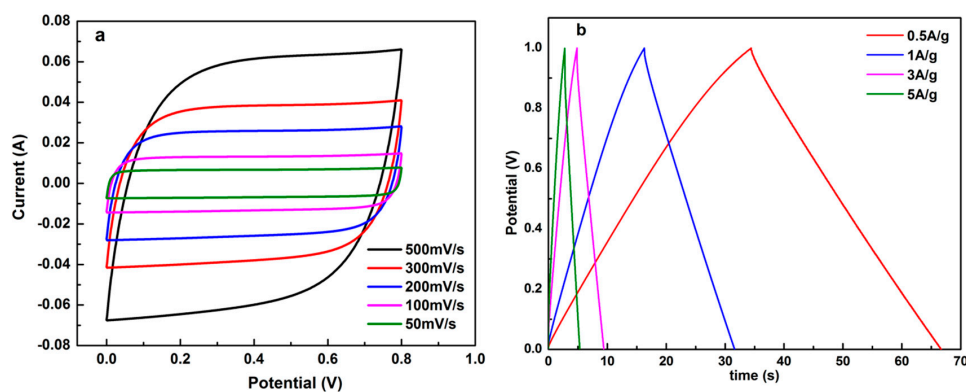 a
0.08
0.06
0.04
0.02
0.00
-0.02
-0.04
-0.06
-0.08
Current (A)
500mV/s
300mV/s
200mV/s
100mV/s
50mV/s
0.0 0.2 0.4 0.6 0.8 1.0
Potential (V)
b
1.0
0.8
0.6
0.4
0.2
0.0
Potential (V)
0.5A/g
1A/g
3A/g
5A/g
0 10 20 30 40 50 60 70
time (s)